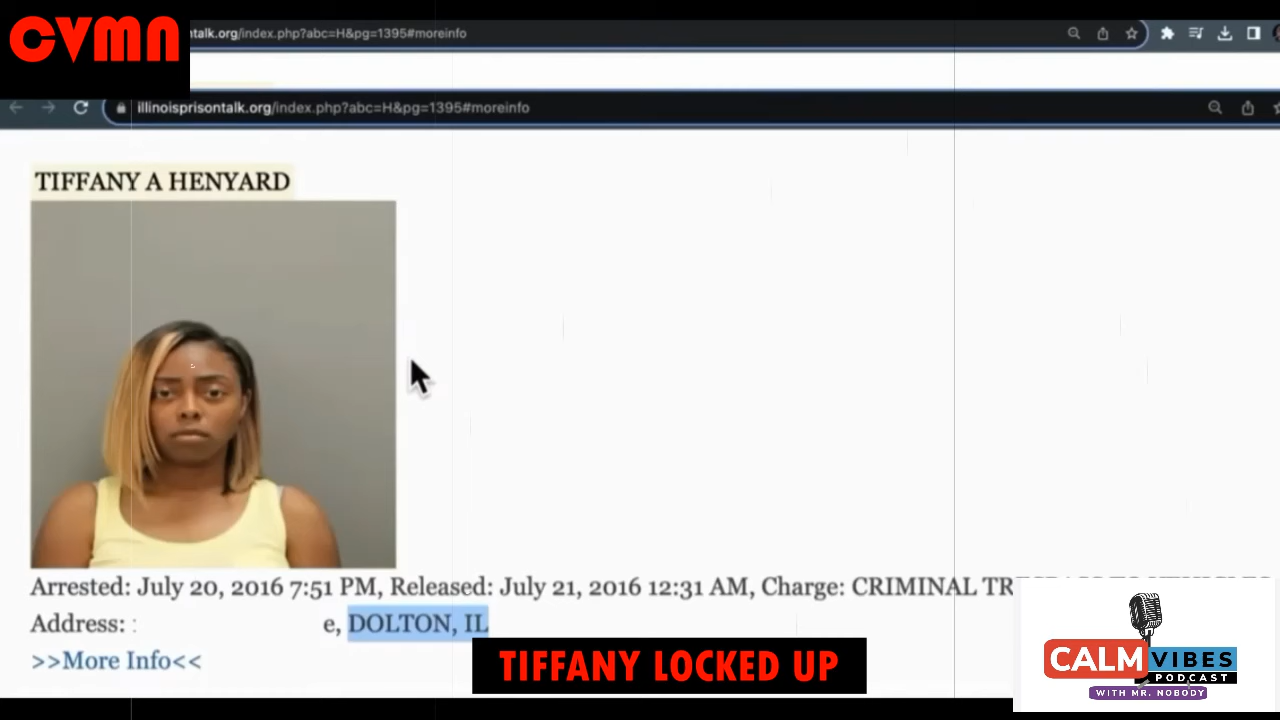 CVMN
talk.org/index.php?abc=H&pg=1395#moreinfo
illinoisprisontalk.org/index.php?abc=H&pg=1395#moreinfo
TIFFANY A HENYARD
Arrested: July 20, 2016 7:51 PM, Released: July 21, 2016 12:31 AM, Charge: CRIMINAL
Address: : e, DOLTON, IL
>>More Info<<
TIFFANY LOCKED UP
CALM VIBES
PODCAST
WITH MR. NOBODY